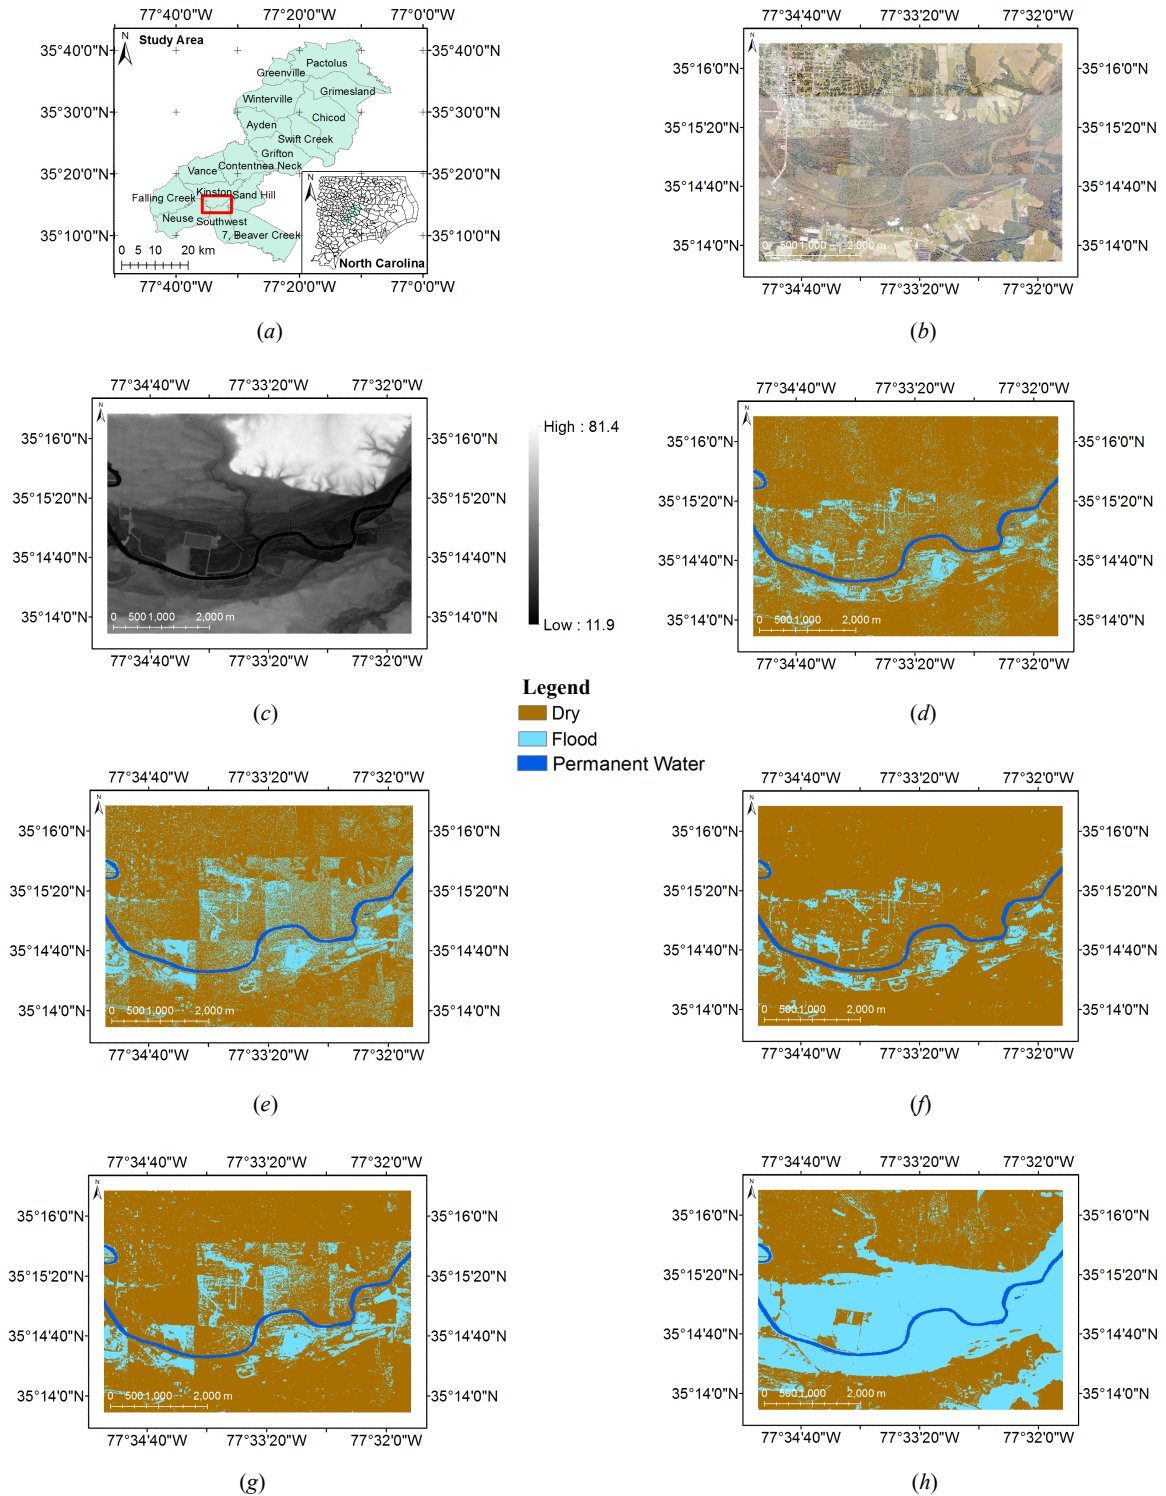 77°40'0"W 77°20'0"W 77°0'0"W
N
Study Area
35°40'0"N 35°40'0"N
Pactolus
Greenville
Grimesland
Winterville
35°30'0"N 35°30'0"N
Chicod
Ayden
Swift Creek
Grifton
Contentnea Neck
Vance
35°20'0"N 35°20'0"N
N
Kinston
Sand Hill
Falling Creek
Neuse
Southwest
7, Beaver Creek
35°10'0"N 35°10'0"N
0 5 10 20 km
North Carolina
77°40'0"W 77°20'0"W 77°0'0"W
(a)
77°34'40"W 77°33'20"W 77°32'0"W
N
35°16'0"N 35°16'0"N
35°15'20"N 35°15'20"N
35°14'40"N 35°14'40"N
35°14'0"N 35°14'0"N
0 500 1,000 2,000 m
77°34'40"W 77°33'20"W 77°32'0"W
(b)
77°34'40"W 77°33'20"W 77°32'0"W
N
35°16'0"N 35°16'0"N
35°15'20"N 35°15'20"N
35°14'40"N 35°14'40"N
35°14'0"N 35°14'0"N
0 500 1,000 2,000 m
77°34'40"W 77°33'20"W 77°32'0"W
High : 81.4
Low : 11.9
(c)
77°34'40"W 77°33'20"W 77°32'0"W
N
35°16'0"N 35°16'0"N
35°15'20"N 35°15'20"N
35°14'40"N 35°14'40"N
35°14'0"N 35°14'0"N
0 500 1,000 2,000 m
77°34'40"W 77°33'20"W 77°32'0"W
(d)
Legend
Dry
Flood
Permanent Water
77°34'40"W 77°33'20"W 77°32'0"W
N
35°16'0"N 35°16'0"N
35°15'20"N 35°15'20"N
35°14'40"N 35°14'40"N
35°14'0"N 35°14'0"N
0 500 1,000 2,000 m
77°34'40"W 77°33'20"W 77°32'0"W
(e)
77°34'40"W 77°33'20"W 77°32'0"W
N
35°16'0"N 35°16'0"N
35°15'20"N 35°15'20"N
35°14'40"N 35°14'40"N
35°14'0"N 35°14'0"N
0 500 1,000 2,000 m
77°34'40"W 77°33'20"W 77°32'0"W
(f)
77°34'40"W 77°33'20"W 77°32'0"W
N
35°16'0"N 35°16'0"N
35°15'20"N 35°15'20"N
35°14'40"N 35°14'40"N
35°14'0"N 35°14'0"N
0 500 1,000 2,000 m
77°34'40"W 77°33'20"W 77°32'0"W
(g)
77°34'40"W 77°33'20"W 77°32'0"W
N
35°16'0"N 35°16'0"N
35°15'20"N 35°15'20"N
35°14'40"N 35°14'40"N
35°14'0"N 35°14'0"N
0 500 1,000 2,000 m
77°34'40"W 77°33'20"W 77°32'0"W
(h)